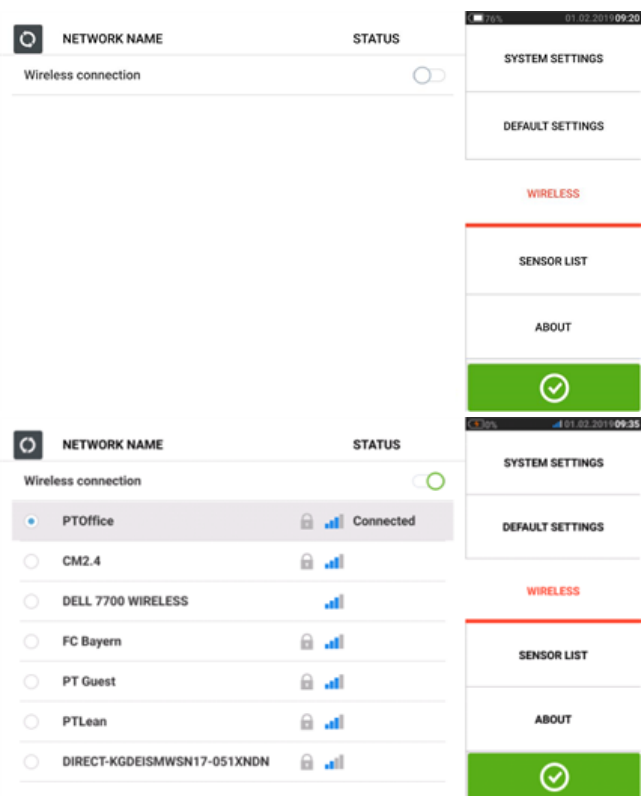 76% 01.02.2019 09:20
NETWORK NAME STATUS
Wireless connection
SYSTEM SETTINGS
DEFAULT SETTINGS
WIRELESS
SENSOR LIST
ABOUT
0% 01.02.2019 09:35
NETWORK NAME STATUS
Wireless connection
PTOffice Connected
CM2.4
DELL 7700 WIRELESS
FC Bayern
PT Guest
PTLean
DIRECT-KGDEISMWSN17-051XNDN
SYSTEM SETTINGS
DEFAULT SETTINGS
WIRELESS
SENSOR LIST
ABOUT